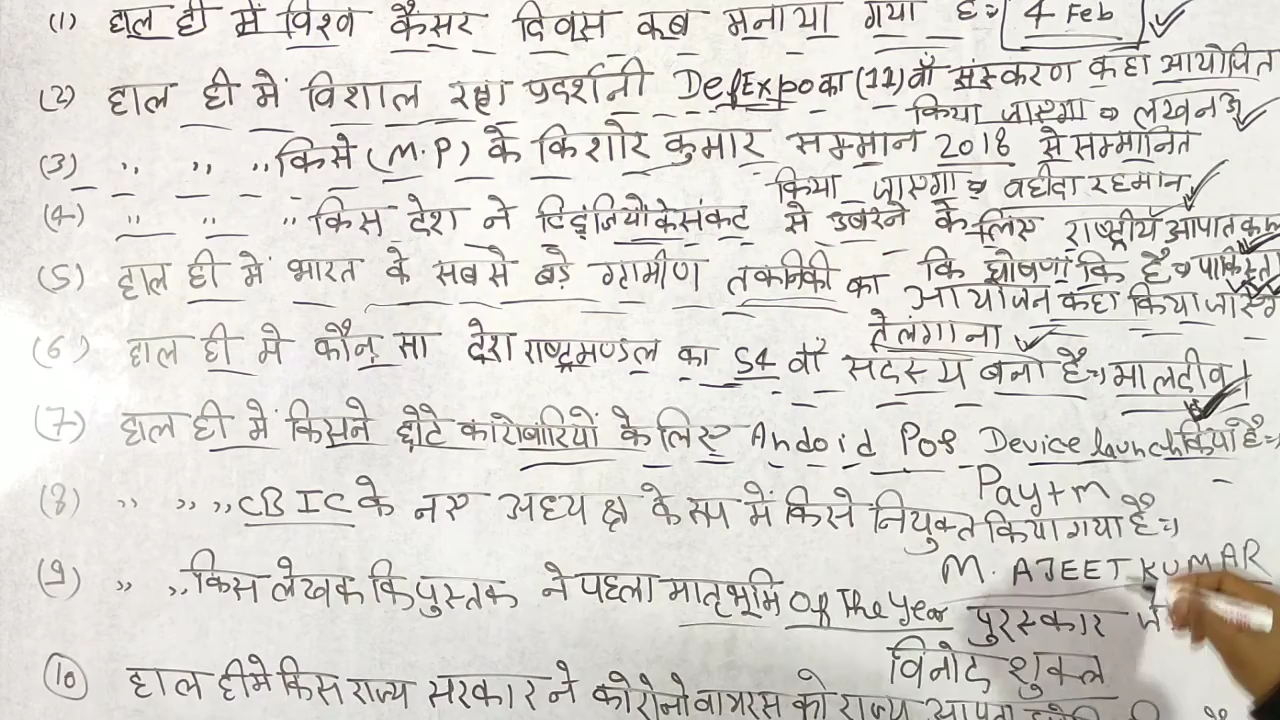 (1) हाल ही में विश्व कैंसर दिवस कब मनाया गया है⇒ 4 Feb
(2) हाल ही में विशाल रक्षा प्रदर्शनी DefExpo का (11) वाँ संस्करण कहा आयोजित
किया जाएगा ⇒ लखनऊ
(3) " " " किसे (M.P) के किशोर कुमार सम्मान 2018 से सम्मानित
किया जाएगा ⇒ वहीदा रहमान
(4) " " " किस देश ने टिड्डियों के संकट से उबरने के लिए राष्ट्रीय आपातकाल
कि घोषणा कि है ⇒ पाकिस्तान
(5) हाल ही में भारत के सबसे बड़े ग्रामीण तकनिकी का आयोजन कहा किया जाएगा
तेलंगाना
(6) हाल ही मे कौन सा देश राष्ट्रमण्डल का 54 वाँ सदस्य बना है⇒ मालदीव।
(7) हाल ही में किसने छोटे कारोबारियों के लिए Andoid Pos Device launch किया है⇒
Paytm
(8) " " " CBIC के नए अध्यक्ष के रूप में किसे नियुक्त किया गया है⇒
M. AJEET KUMAR
(9) " " किस लेखक कि पुस्तक ने पहला मातृभूमि Of The Year पुरस्कार
विनोद शुक्ल
(10) हाल ही मे किस राज्य सरकार ने कोरोनो वायरस को राज्य